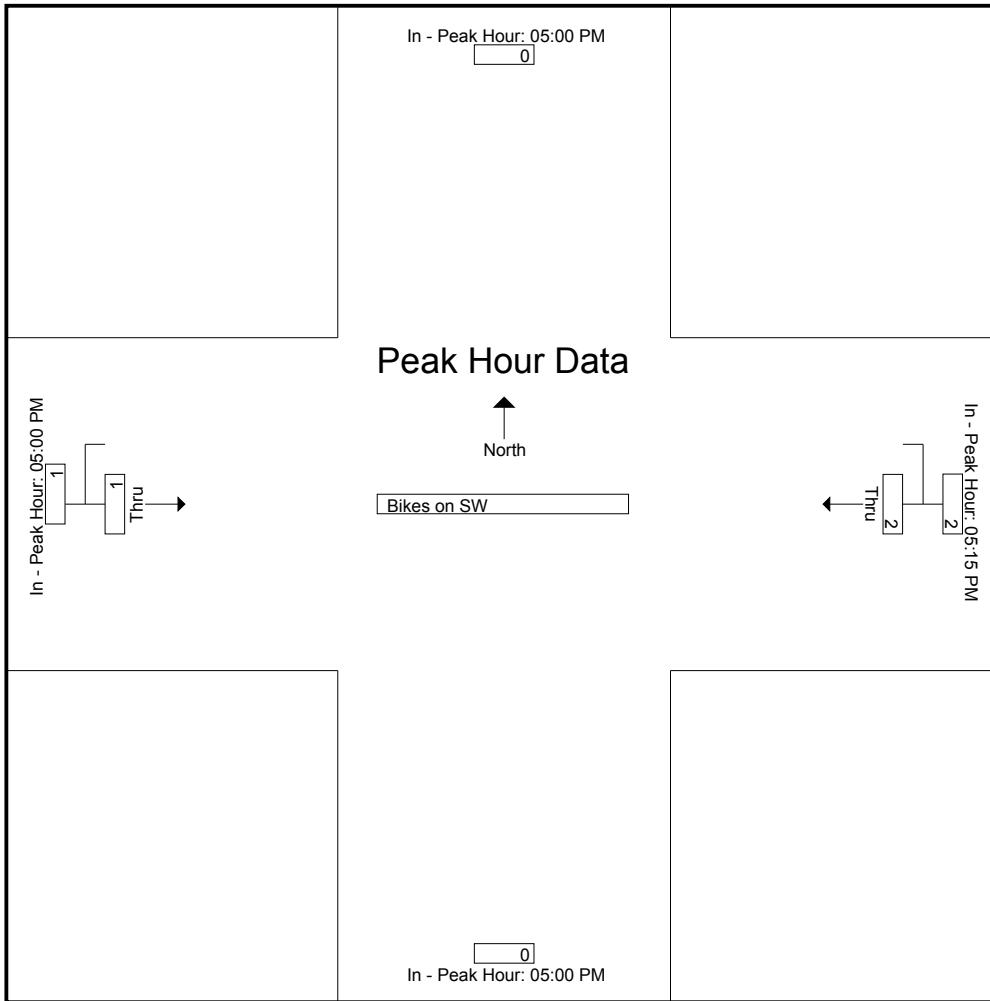 In - Peak Hour: 05:00 PM
0
Peak Hour Data
North
In - Peak Hour: 05:00 PM
1
1
Thru
Bikes on SW
Thru
2
2
In - Peak Hour: 05:15 PM
0
In - Peak Hour: 05:00 PM